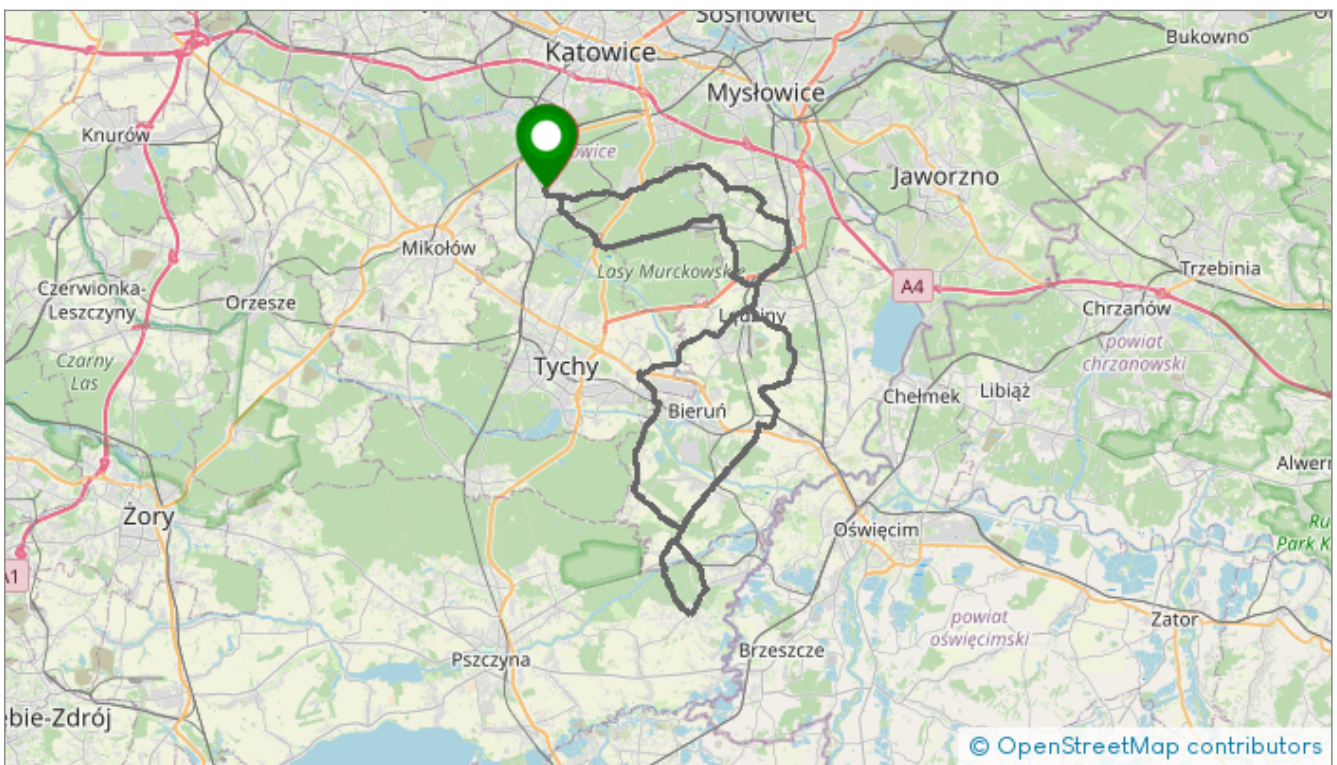 Sosnowiec
Bukowno
Katowice
Mysłowice
Knurów
owice
Jaworzno
Mikołów
Lasy Murckowskie
Trzebinia
Czerwionka-
Leszczyny
Orzesze
A4
Chrzanów
Lędziny
powiat
chrzanowski
Czarny
Las
Tychy
Bieruń
Chełmek
Libiąż
Alwern
Żory
Oświęcim
Ru
Park K
A1
powiat
oświęcimski
Zator
Pszczyna
Brzeszcze
ebie-Zdrój
© OpenStreetMap contributors